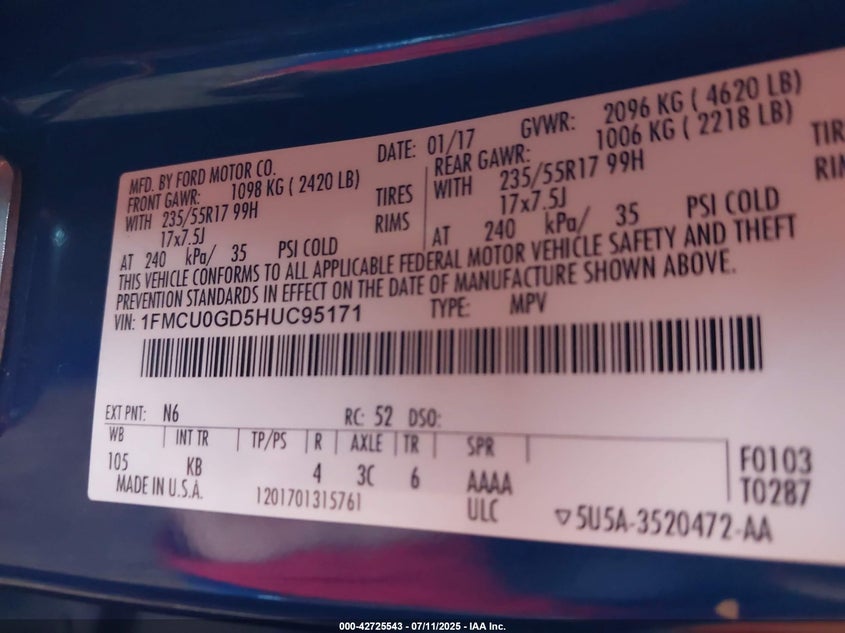 MFD. BY FORD MOTOR CO. DATE: 01/17 GVWR: 2096 KG ( 4620 LB)
FRONT GAWR: 1098 KG ( 2420 LB) REAR GAWR: 1006 KG ( 2218 LB)
WITH 235/55R17 99H TIRES WITH 235/55R17 99H TIRE
17x7.5J RIMS 17x7.5J RIM
AT 240 kPa/ 35 PSI COLD AT 240 kPa/ 35 PSI COLD
THIS VEHICLE CONFORMS TO ALL APPLICABLE FEDERAL MOTOR VEHICLE SAFETY AND THEFT
PREVENTION STANDARDS IN EFFECT ON THE DATE OF MANUFACTURE SHOWN ABOVE.
VIN: 1FMCU0GD5HUC95171 TYPE: MPV
EXT PNT: N6 RC: 52 DSO:
WB INT TR TP/PS R AXLE TR SPR
105 KB 4 3C 6 AAAA F0103
MADE IN U.S.A. 1201701315761 ULC T0287
▽5U5A-3520472-AA
000-42725543 - 07/11/2025 - IAA Inc.